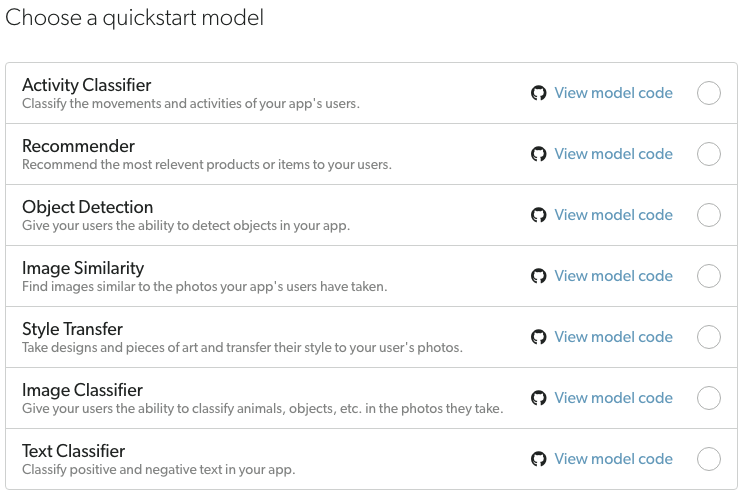 Choose a quickstart model
Activity Classifier
Classify the movements and activities of your app's users.
View model code
Recommender
Recommend the most relevent products or items to your users.
View model code
Object Detection
Give your users the ability to detect objects in your app.
View model code
Image Similarity
Find images similar to the photos your app's users have taken.
View model code
Style Transfer
Take designs and pieces of art and transfer their style to your user's photos.
View model code
Image Classifier
Give your users the ability to classify animals, objects, etc. in the photos they take.
View model code
Text Classifier
Classify positive and negative text in your app.
View model code